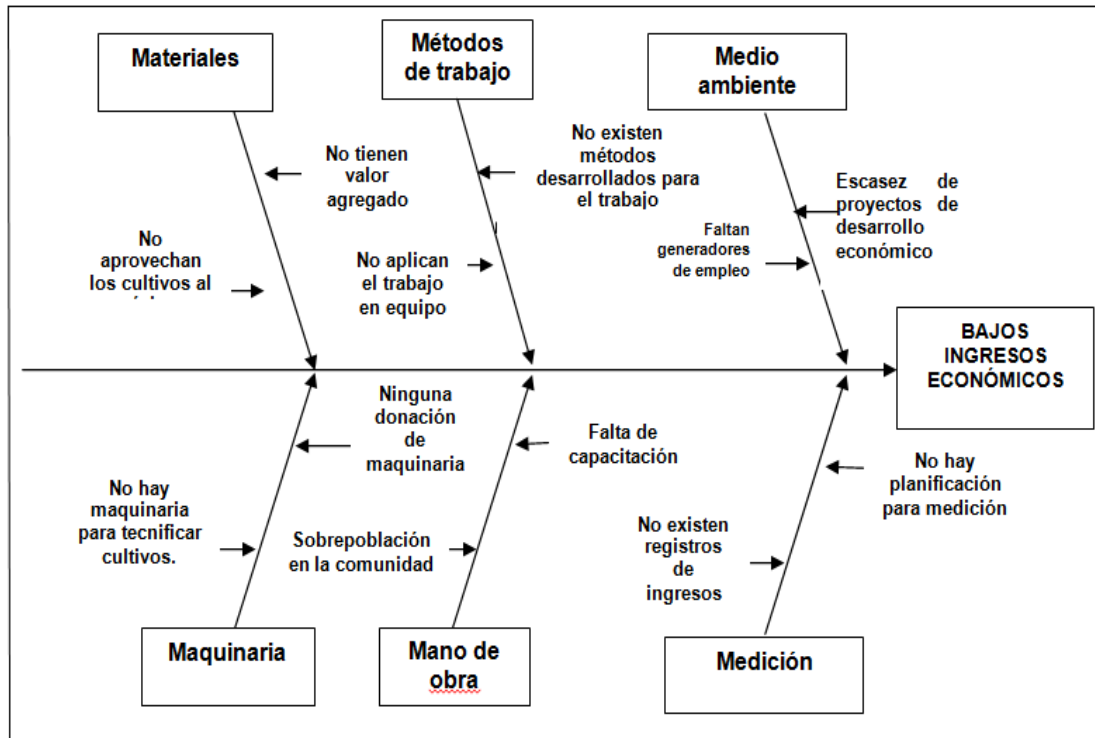 Materiales
Métodos
de trabajo
Medio
ambiente
No tienen
valor
agregado
No
aprovechan
los cultivos al
No existen
métodos
desarrollados para
el trabajo
No aplican
el trabajo
en equipo
Escasez de
proyectos de
desarrollo
económico
Faltan
generadores
de empleo
BAJOS
INGRESOS
ECONÓMICOS
Ninguna
donación
de
maquinaria
No hay
maquinaria
para tecnificar
cultivos.
Falta de
capacitación
Sobrepoblación
en la comunidad
No hay
planificación
para medición
No existen
registros
de
ingresos
Maquinaria
Mano de
obra
Medición